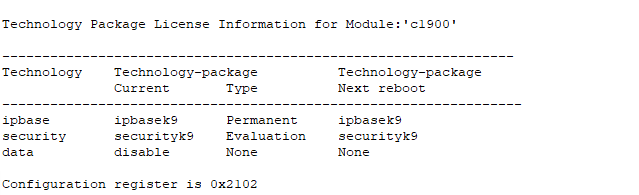 Technology Package License Information for Module:'c1900'
----------------------------------------------------------------
Technology    Technology-package          Technology-package
              Current       Type          Next reboot
-----------------------------------------------------------------
ipbase        ipbasek9      Permanent     ipbasek9
security      securityk9    Evaluation    securityk9
data          disable       None          None
Configuration register is 0x2102